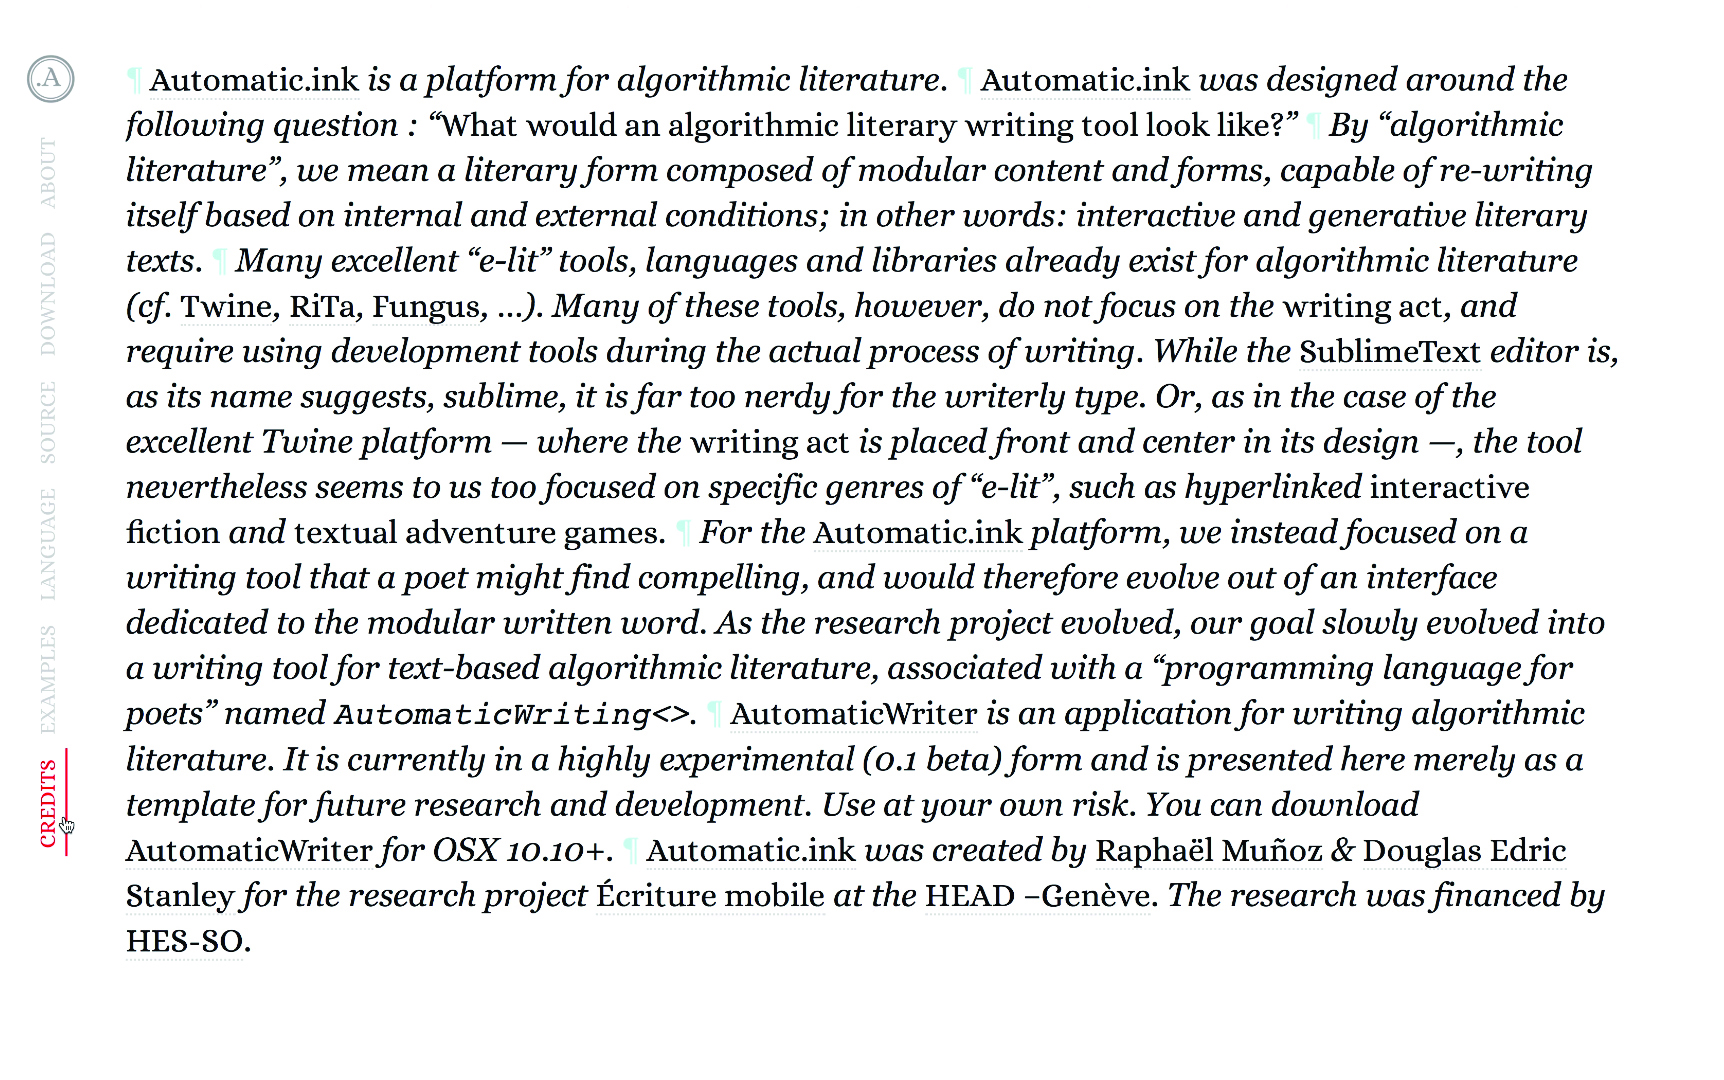 .A
ABOUT
DOWNLOAD
SOURCE
LANGUAGE
EXAMPLES
CREDITS
¶ Automatic.ink is a platform for algorithmic literature. ¶ Automatic.ink was designed around the
following question : “What would an algorithmic literary writing tool look like?” ¶ By “algorithmic
literature”, we mean a literary form composed of modular content and forms, capable of re-writing
itself based on internal and external conditions; in other words: interactive and generative literary
texts. ¶ Many excellent “e-lit” tools, languages and libraries already exist for algorithmic literature
(cf. Twine, RiTa, Fungus, ...). Many of these tools, however, do not focus on the writing act, and
require using development tools during the actual process of writing. While the SublimeText editor is,
as its name suggests, sublime, it is far too nerdy for the writerly type. Or, as in the case of the
excellent Twine platform — where the writing act is placed front and center in its design —, the tool
nevertheless seems to us too focused on specific genres of “e-lit”, such as hyperlinked interactive
fiction and textual adventure games. ¶ For the Automatic.ink platform, we instead focused on a
writing tool that a poet might find compelling, and would therefore evolve out of an interface
dedicated to the modular written word. As the research project evolved, our goal slowly evolved into
a writing tool for text-based algorithmic literature, associated with a “programming language for
poets” named AutomaticWriting<>. ¶ AutomaticWriter is an application for writing algorithmic
literature. It is currently in a highly experimental (0.1 beta) form and is presented here merely as a
template for future research and development. Use at your own risk. You can download
AutomaticWriter for OSX 10.10+. ¶ Automatic.ink was created by Raphaël Muñoz & Douglas Edric
Stanley for the research project Écriture mobile at the HEAD –Genève. The research was financed by
HES-SO.